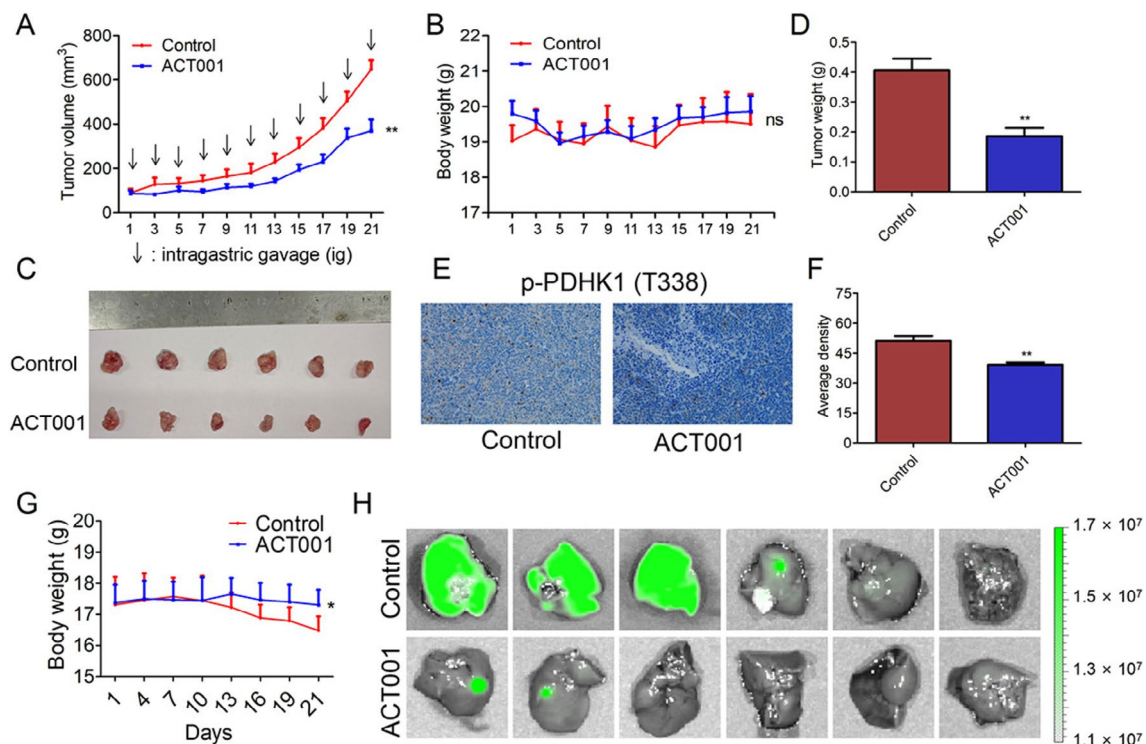 A
Tumor volume (mm³)
800
600
400
200
0
Control
ACT001
**
1 3 5 7 9 11 13 15 17 19 21
↓ : intragastric gavage (ig)
B
Body weight (g)
22
21
20
19
18
17
Control
ACT001
ns
1 3 5 7 9 11 13 15 17 19 21
D
Tumor weight (g)
0.5
0.4
0.3
0.2
0.1
0.0
**
Control
ACT001
C
Control
ACT001
E
p-PDHK1 (T338)
Control
ACT001
F
Average density
75
60
45
30
15
0
**
Control
ACT001
G
Body weight (g)
20
19
18
17
16
15
Control
ACT001
*
1 4 7 10 13 16 19 21
Days
H
Control
ACT001
1.7 × 10⁷
1.5 × 10⁷
1.3 × 10⁷
1.1 × 10⁷